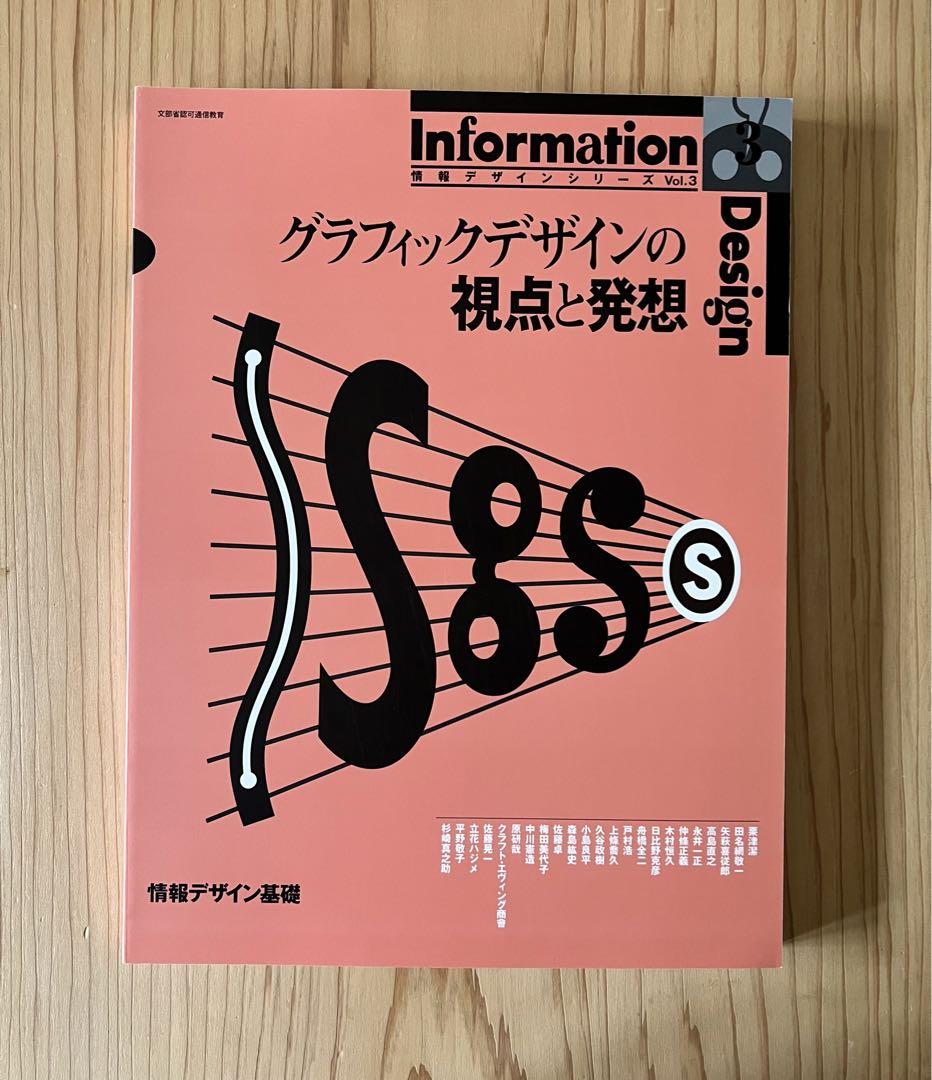 文部省認可通信教育
Information
3
情報デザインシリーズ Vol.3
Design
グラフィックデザインの
視点と発想
S
S
S
S
粟津潔
田名網敬一
矢萩喜従郎
高島直之
永井一正
仲條正義
木村恒久
日比野克彦
舟橋全二
戸村浩
上條喬久
久谷政樹
小島良平
森島紘史
佐藤卓
梅田美代子
中川憲造
原研哉
クラフト・エヴィング商會
佐藤晃一
立花ハジメ
平野敬子
杉崎真之助
情報デザイン基礎